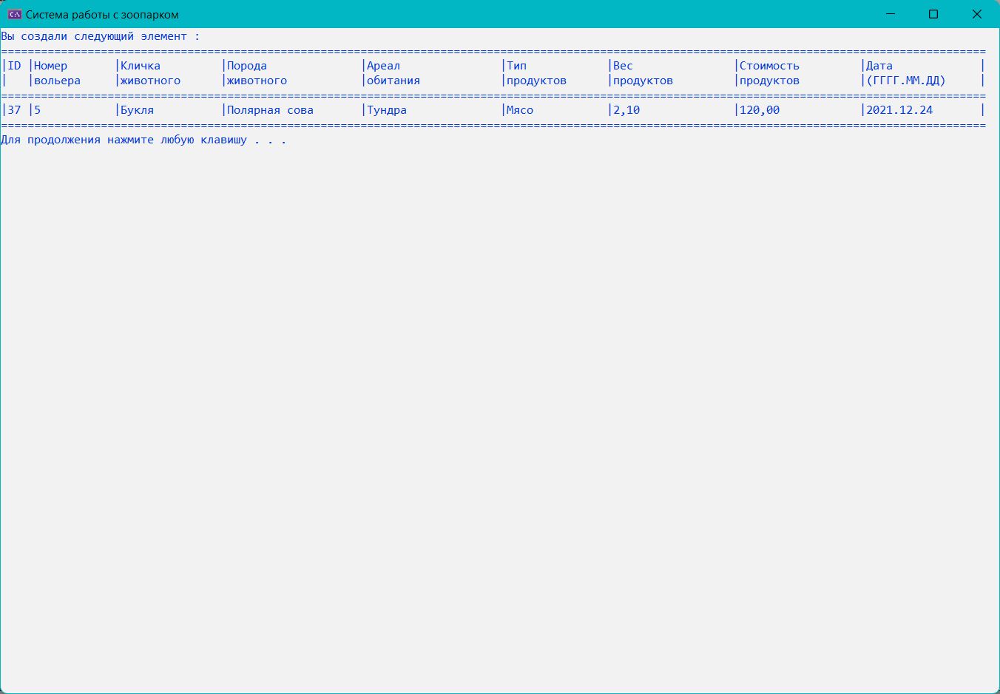 Система работы с зоопарком
Вы создали следующий элемент :
====================================================================================================================================================
|ID |Номер       |Кличка         |Порода              |Ареал               |Тип            |Вес               |Стоимость         |Дата             |
|   |вольера     |животного      |животного           |обитания            |продуктов      |продуктов         |продуктов         |(ГГГГ.ММ.ДД)     |
====================================================================================================================================================
|37 |5           |Букля          |Полярная сова       |Тундра              |Мясо           |2,10              |120,00            |2021.12.24       |
====================================================================================================================================================
Для продолжения нажмите любую клавишу . . .